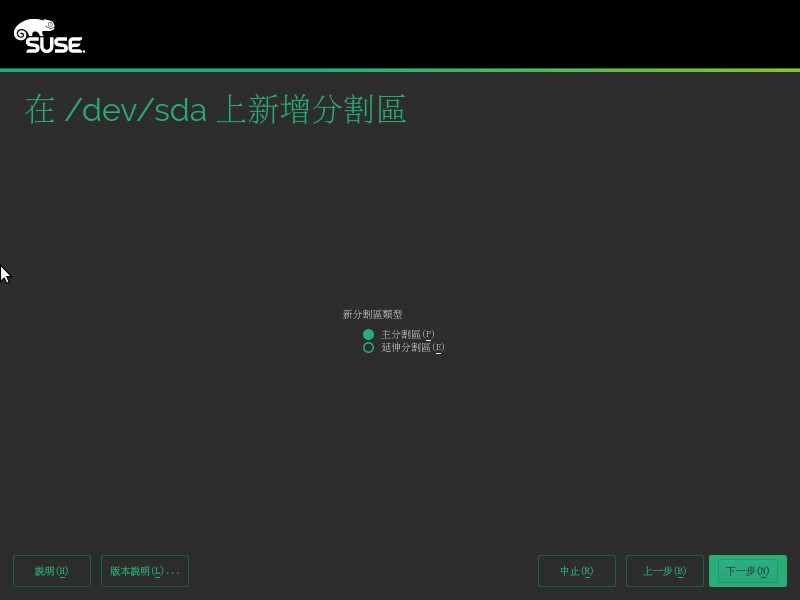 SUSE
在 /dev/sda 上新增分割區
新分割區類型
主分割區(P)
延伸分割區(E)
說明(H)
版本說明(L)...
中止(R)
上一步(B)
下一步(N)